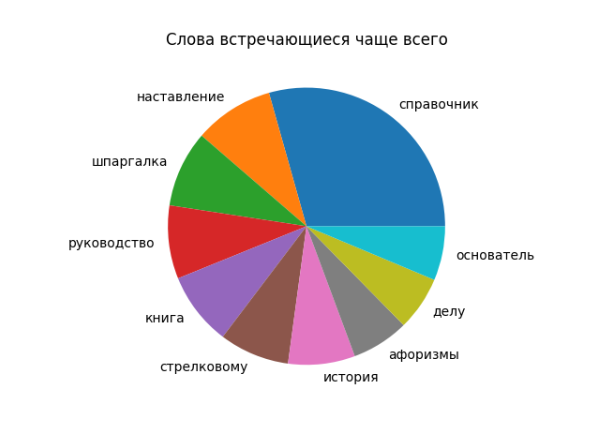 Слова встречающиеся чаще всего
справочник
наставление
шпаргалка
руководство
книга
стрелковому
история
афоризмы
делу
основатель